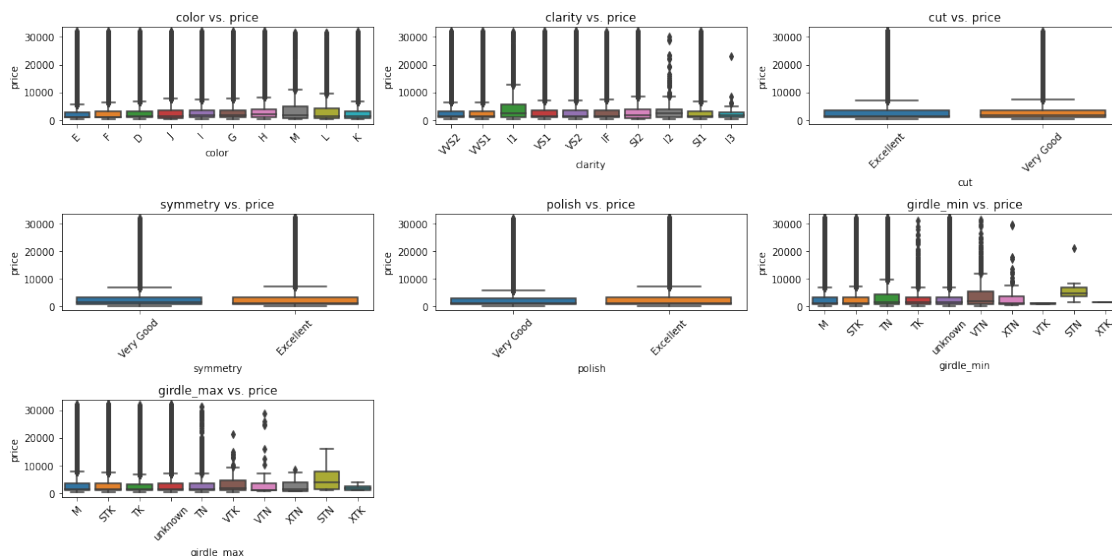 color vs. price
30000
20000
10000
0
price
E F D J I G H M L K
color
clarity vs. price
30000
20000
10000
0
price
VVS2 VVS1 I1 VS1 VS2 IF SI2 I2 SI1 I3
clarity
cut vs. price
30000
20000
10000
0
price
Excellent Very Good
cut
symmetry vs. price
30000
20000
10000
0
price
Very Good Excellent
symmetry
polish vs. price
30000
20000
10000
0
price
Very Good Excellent
polish
girdle_min vs. price
30000
20000
10000
0
price
M STK TN TK unknown VTN XTN VTK STN XTK
girdle_min
girdle_max vs. price
30000
20000
10000
0
price
M STK TK unknown TN VTK VTN XTN STN XTK
girdle_max